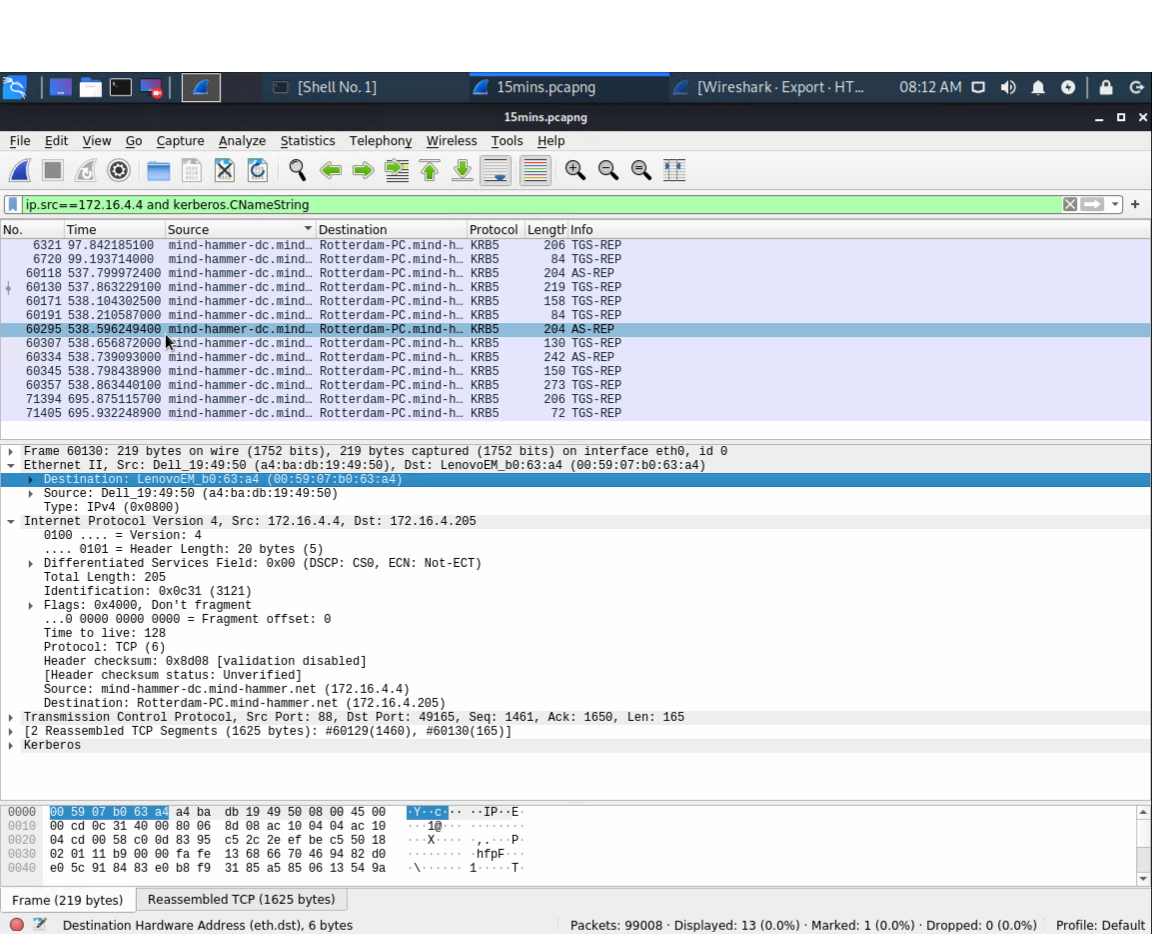 [Shell No. 1] 15mins.pcapng [Wireshark · Export · HT... 08:12 AM
15mins.pcapng
File Edit View Go Capture Analyze Statistics Telephony Wireless Tools Help
ip.src==172.16.4.4 and kerberos.CNameString
No. Time Source Destination Protocol Length Info
6321 97.842185100 mind-hammer-dc.mind… Rotterdam-PC.mind-h… KRB5 206 TGS-REP
6720 99.193714000 mind-hammer-dc.mind… Rotterdam-PC.mind-h… KRB5 84 TGS-REP
60118 537.799972400 mind-hammer-dc.mind… Rotterdam-PC.mind-h… KRB5 204 AS-REP
60130 537.863229100 mind-hammer-dc.mind… Rotterdam-PC.mind-h… KRB5 219 TGS-REP
60171 538.104302500 mind-hammer-dc.mind… Rotterdam-PC.mind-h… KRB5 158 TGS-REP
60191 538.210587000 mind-hammer-dc.mind… Rotterdam-PC.mind-h… KRB5 84 TGS-REP
60295 538.596249400 mind-hammer-dc.mind… Rotterdam-PC.mind-h… KRB5 204 AS-REP
60307 538.656872000 mind-hammer-dc.mind… Rotterdam-PC.mind-h… KRB5 130 TGS-REP
60334 538.739093000 mind-hammer-dc.mind… Rotterdam-PC.mind-h… KRB5 242 AS-REP
60345 538.798438900 mind-hammer-dc.mind… Rotterdam-PC.mind-h… KRB5 150 TGS-REP
60357 538.863440100 mind-hammer-dc.mind… Rotterdam-PC.mind-h… KRB5 273 TGS-REP
71394 695.875115700 mind-hammer-dc.mind… Rotterdam-PC.mind-h… KRB5 206 TGS-REP
71405 695.932248900 mind-hammer-dc.mind… Rotterdam-PC.mind-h… KRB5 72 TGS-REP
Frame 60130: 219 bytes on wire (1752 bits), 219 bytes captured (1752 bits) on interface eth0, id 0
Ethernet II, Src: Dell_19:49:50 (a4:ba:db:19:49:50), Dst: LenovoEM_b0:63:a4 (00:59:07:b0:63:a4)
Destination: LenovoEM_b0:63:a4 (00:59:07:b0:63:a4)
Source: Dell_19:49:50 (a4:ba:db:19:49:50)
Type: IPv4 (0x0800)
Internet Protocol Version 4, Src: 172.16.4.4, Dst: 172.16.4.205
0100 .... = Version: 4
.... 0101 = Header Length: 20 bytes (5)
Differentiated Services Field: 0x00 (DSCP: CS0, ECN: Not-ECT)
Total Length: 205
Identification: 0x0c31 (3121)
Flags: 0x4000, Don't fragment
...0 0000 0000 0000 = Fragment offset: 0
Time to live: 128
Protocol: TCP (6)
Header checksum: 0x8d08 [validation disabled]
[Header checksum status: Unverified]
Source: mind-hammer-dc.mind-hammer.net (172.16.4.4)
Destination: Rotterdam-PC.mind-hammer.net (172.16.4.205)
Transmission Control Protocol, Src Port: 88, Dst Port: 49165, Seq: 1461, Ack: 1650, Len: 165
[2 Reassembled TCP Segments (1625 bytes): #60129(1460), #60130(165)]
Kerberos
0000 00 59 07 b0 63 a4 a4 ba db 19 49 50 08 00 45 00 ·Y··c··· ··IP··E·
0010 00 cd 0c 31 40 00 80 06 8d 08 ac 10 04 04 ac 10 ···1@··· ········
0020 04 cd 00 58 c0 0d 83 95 c5 2c 2e ef be c5 50 18 ···X···· ·,.···P·
0030 02 01 11 b9 00 00 fa fe 13 68 66 70 46 94 82 d0 ········ ·hfpF···
0040 e0 5c 91 84 83 e0 b8 f9 31 85 a5 85 06 13 54 9a ·\······ 1·····T·
Frame (219 bytes) Reassembled TCP (1625 bytes)
Destination Hardware Address (eth.dst), 6 bytes Packets: 99008 · Displayed: 13 (0.0%) · Marked: 1 (0.0%) · Dropped: 0 (0.0%) Profile: Default